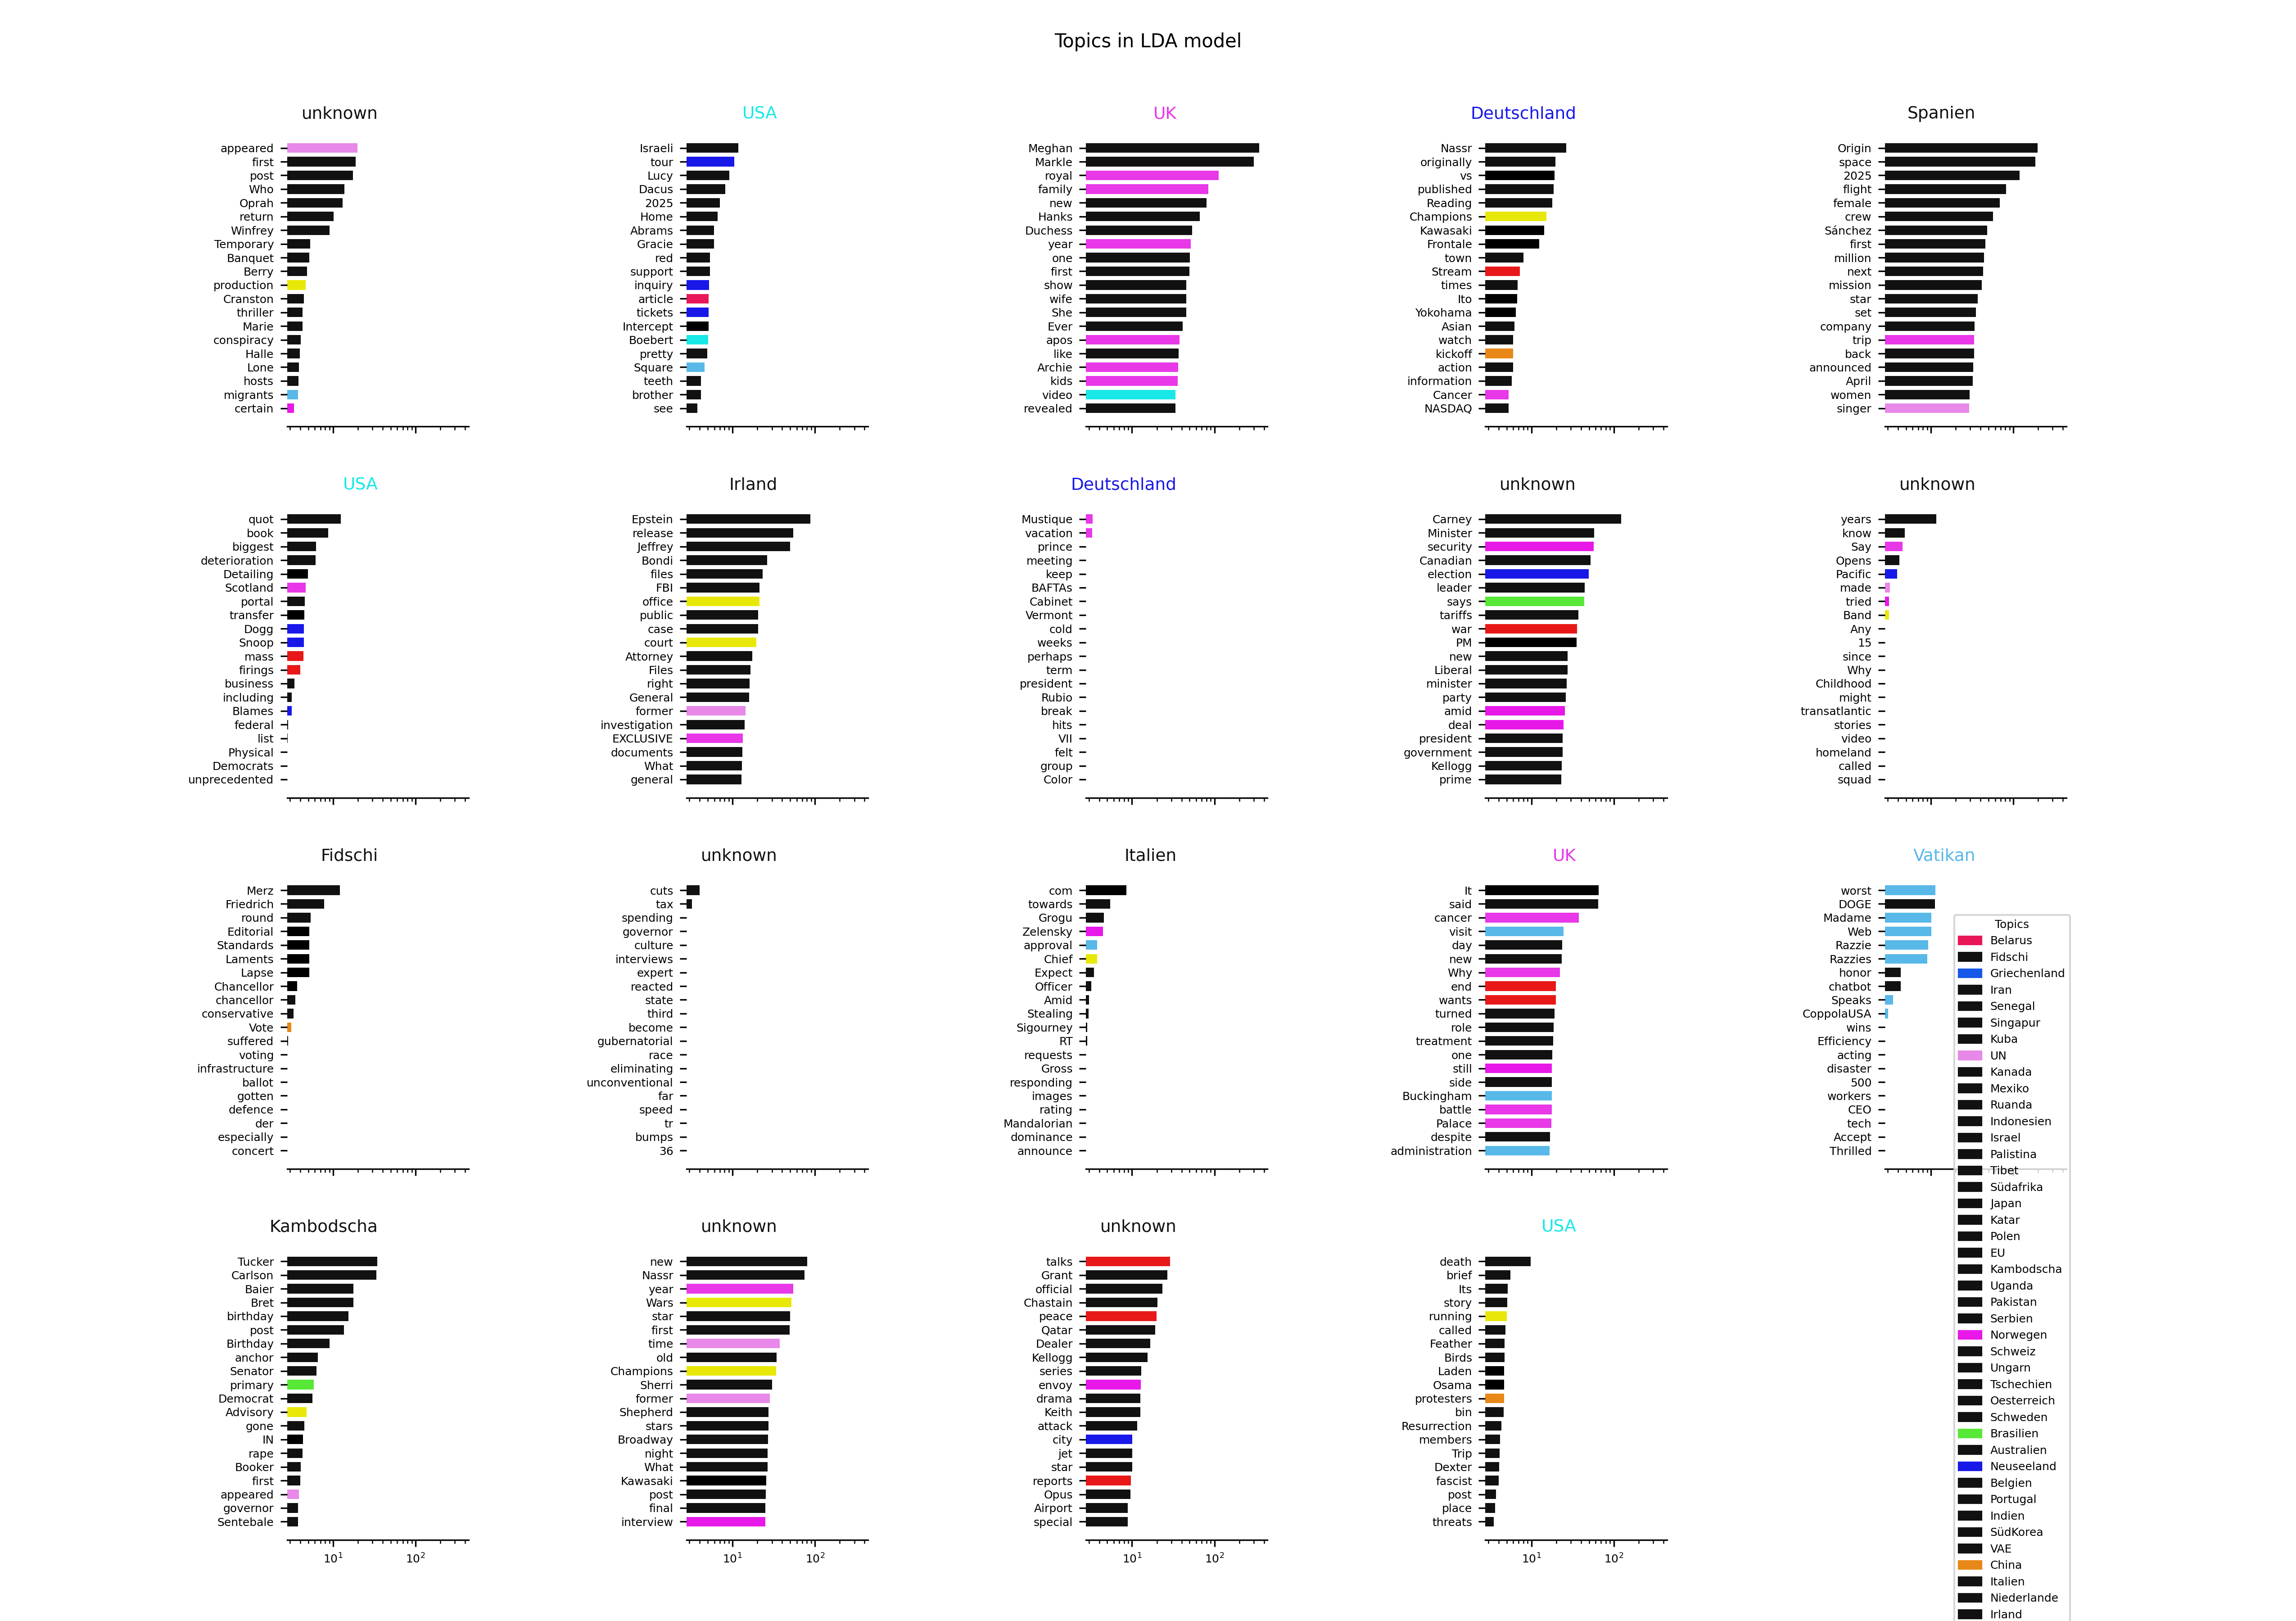 Topics in LDA model
unknown
appeared
first
post
Who
Oprah
return
Winfrey
Temporary
Banquet
Berry
production
Cranston
thriller
Marie
conspiracy
Halle
Lone
hosts
migrants
certain
USA
Israeli
tour
Lucy
Dacus
2025
Home
Abrams
Gracie
red
support
inquiry
article
tickets
Intercept
Boebert
pretty
Square
teeth
brother
see
UK
Meghan
Markle
royal
family
new
Hanks
Duchess
year
one
first
show
wife
She
Ever
apos
like
Archie
kids
video
revealed
Deutschland
Nassr
originally
vs
published
Reading
Champions
Kawasaki
Frontale
town
Stream
times
Ito
Yokohama
Asian
watch
kickoff
action
information
Cancer
NASDAQ
Spanien
Origin
space
2025
flight
female
crew
Sánchez
first
million
next
mission
star
set
company
trip
back
announced
April
women
singer
USA
quot
book
biggest
deterioration
Detailing
Scotland
portal
transfer
Dogg
Snoop
mass
firings
business
including
Blames
federal
list
Physical
Democrats
unprecedented
Irland
Epstein
release
Jeffrey
Bondi
files
FBI
office
public
case
court
Attorney
Files
right
General
former
investigation
EXCLUSIVE
documents
What
general
Deutschland
Mustique
vacation
prince
meeting
keep
BAFTAs
Cabinet
Vermont
cold
weeks
perhaps
term
president
Rubio
break
hits
VII
felt
group
Color
unknown
Carney
Minister
security
Canadian
election
leader
says
tariffs
war
PM
new
Liberal
minister
party
amid
deal
president
government
Kellogg
prime
unknown
years
know
Say
Opens
Pacific
made
tried
Band
Any
15
since
Why
Childhood
might
transatlantic
stories
video
homeland
called
squad
Fidschi
Merz
Friedrich
round
Editorial
Standards
Laments
Lapse
Chancellor
chancellor
conservative
Vote
suffered
voting
infrastructure
ballot
gotten
defence
der
especially
concert
unknown
cuts
tax
spending
governor
culture
interviews
expert
reacted
state
third
become
gubernatorial
race
eliminating
unconventional
far
speed
tr
bumps
36
Italien
com
towards
Grogu
Zelensky
approval
Chief
Expect
Officer
Amid
Stealing
Sigourney
RT
requests
Gross
responding
images
rating
Mandalorian
dominance
announce
UK
It
said
cancer
visit
day
new
Why
end
wants
turned
role
treatment
one
still
side
Buckingham
battle
Palace
despite
administration
Vatikan
worst
DOGE
Madame
Web
Razzie
Razzies
honor
chatbot
Speaks
CoppolaUSA
wins
Efficiency
acting
disaster
500
workers
CEO
tech
Accept
Thrilled
Kambodscha
Tucker
Carlson
Baier
Bret
birthday
post
Birthday
anchor
Senator
primary
Democrat
Advisory
gone
IN
rape
Booker
first
appeared
governor
Sentebale
10¹ 10²
unknown
new
Nassr
year
Wars
star
first
time
old
Champions
Sherri
former
Shepherd
stars
Broadway
night
What
Kawasaki
post
final
interview
10¹ 10²
unknown
talks
Grant
official
Chastain
peace
Qatar
Dealer
Kellogg
series
envoy
drama
Keith
attack
city
jet
star
reports
Opus
Airport
special
10¹ 10²
USA
death
brief
Its
story
running
called
Feather
Birds
Laden
Osama
protesters
bin
Resurrection
members
Trip
Dexter
fascist
post
place
threats
10¹ 10²
Topics
Belarus
Fidschi
Griechenland
Iran
Senegal
Singapur
Kuba
UN
Kanada
Mexiko
Ruanda
Indonesien
Israel
Palistina
Tibet
Südafrika
Japan
Katar
Polen
EU
Kambodscha
Uganda
Pakistan
Serbien
Norwegen
Schweiz
Ungarn
Tschechien
Oesterreich
Schweden
Brasilien
Australien
Neuseeland
Belgien
Portugal
Indien
SüdKorea
VAE
China
Italien
Niederlande
Irland